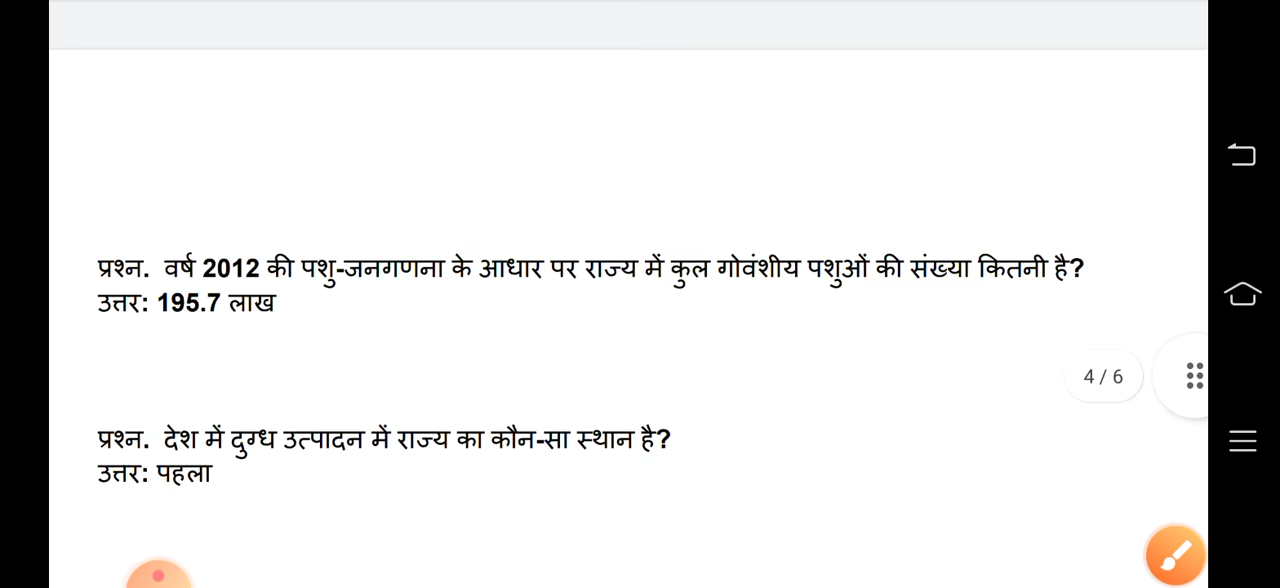 प्रश्न. वर्ष 2012 की पशु-जनगणना के आधार पर राज्य में कुल गोवंशीय पशुओं की संख्या कितनी है?
उत्तर: 195.7 लाख
4 / 6
प्रश्न. देश में दुग्ध उत्पादन में राज्य का कौन-सा स्थान है?
उत्तर: पहला